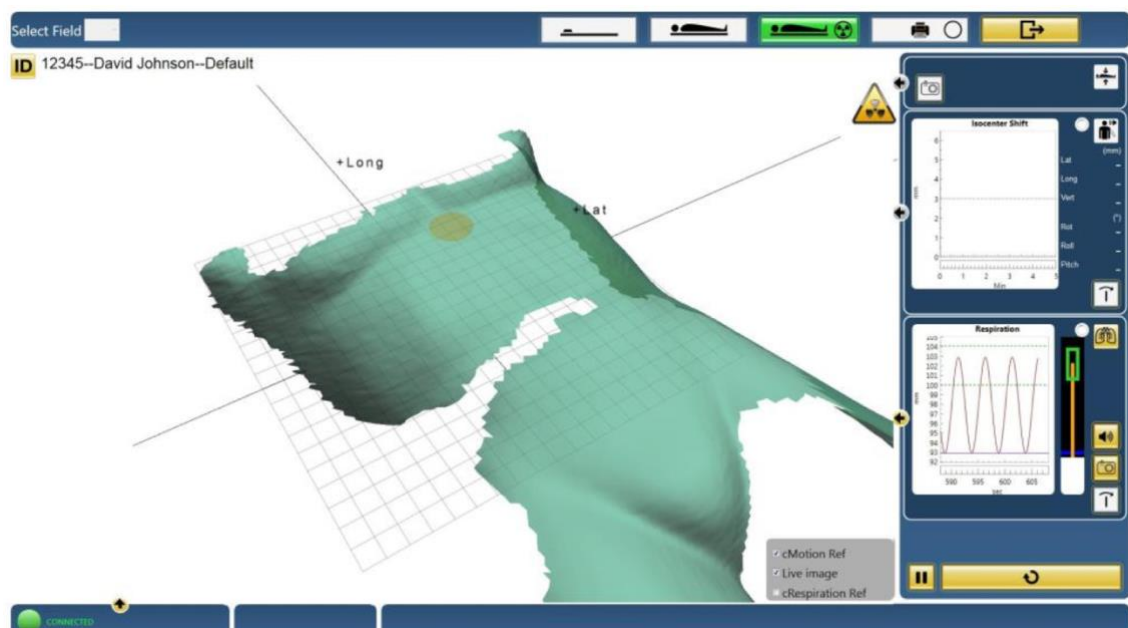 Select Field
ID 12345--David Johnson--Default
+Long
+Lat
Isocenter Shift
(mm)
6
5
4
3
2
1
0
mm
0 1 2 3 4 5
Min
Lat –
Long –
Vert –
(°)
Rot –
Roll –
Pitch –
Respiration
105
104
103
102
101
100
99
98
97
96
95
94
93
92
mm
590 595 600 605
sec
cMotion Ref
Live image
cRespiration Ref
CONNECTED